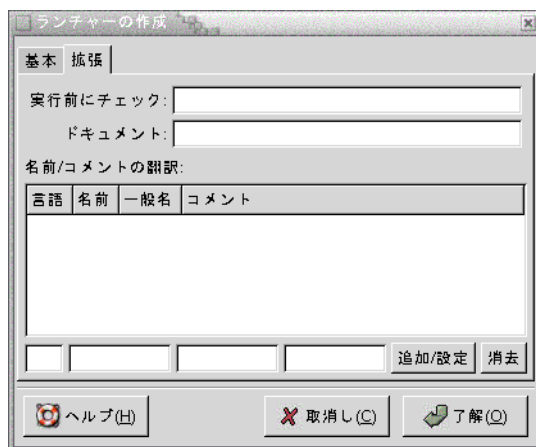 ランチャーの作成
基本 拡張
実行前にチェック:
ドキュメント:
名前/コメントの翻訳:
言語 名前 一般名 コメント
追加/設定 消去
ヘルプ(H) 取消し(C) 了解(O)